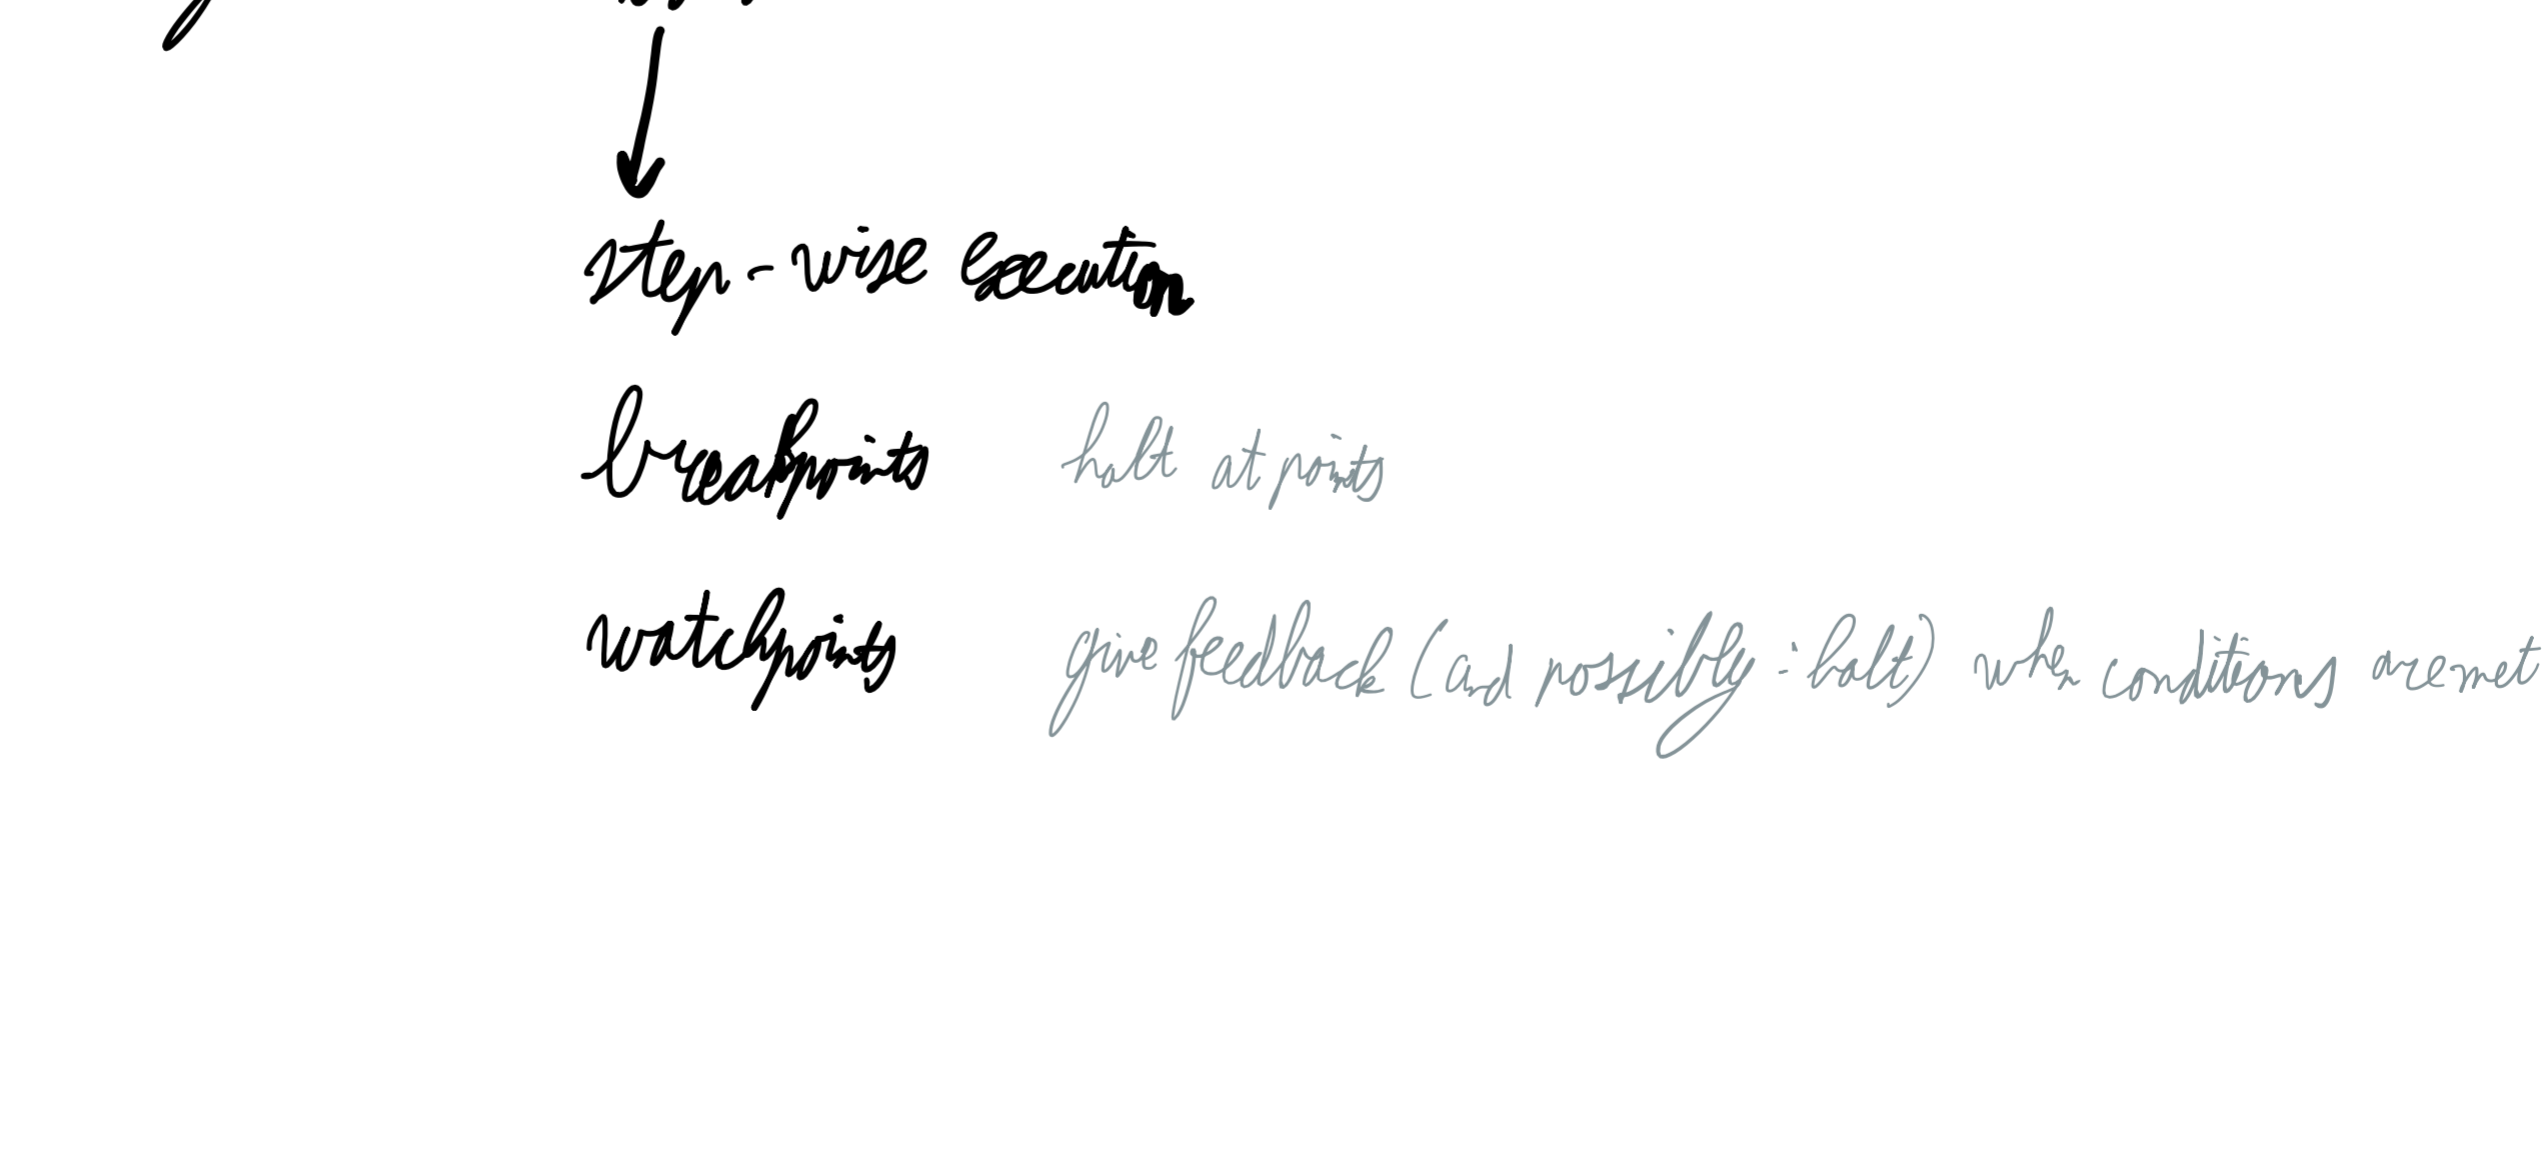 step-wise execution
breakpoints halt at points
watchpoints give feedback (and possibly: halt) when conditions are met